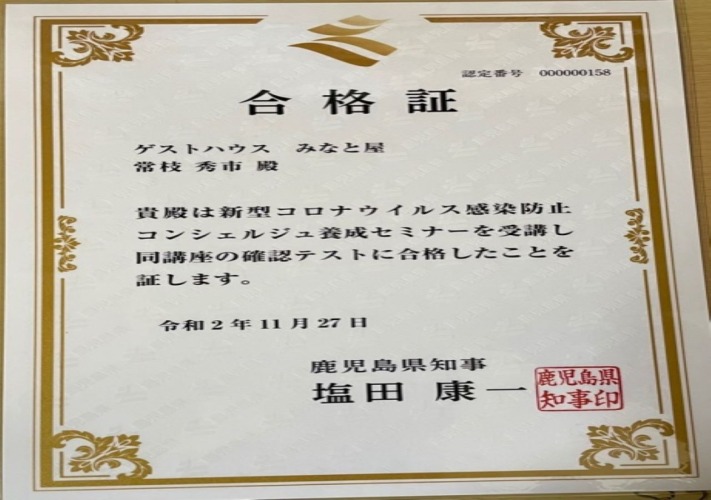 認定番号　000000158
合格証
ゲストハウス　みなと屋
常枝 秀市 殿
貴殿は新型コロナウイルス感染防止
コンシェルジュ養成セミナーを受講し
同講座の確認テストに合格したことを
証します。
令和2年11月27日
鹿児島県知事
塩田 康一
鹿児島県
知事印